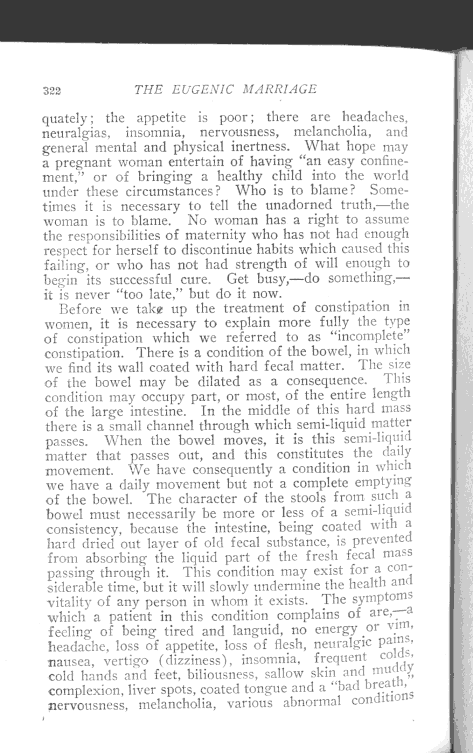 322 THE EUGENIC MARRIAGE
quately; the appetite is poor; there are headaches,
neuralgias, insomnia, nervousness, melancholia, and
general mental and physical inertness. What hope may
a pregnant woman entertain of having "an easy confine-
ment," or of bringing a healthy child into the world
under these circumstances? Who is to blame? Some-
times it is necessary to tell the unadorned truth,—the
woman is to blame. No woman has a right to assume
the responsibilities of maternity who has not had enough
respect for herself to discontinue habits which caused this
failing, or who has not had strength of will enough to
begin its successful cure. Get busy,—do something,—
it is never "too late," but do it now.
Before we take up the treatment of constipation in
women, it is necessary to explain more fully the type
of constipation which we referred to as "incomplete"
constipation. There is a condition of the bowel, in which
we find its wall coated with hard fecal matter. The size
of the bowel may be dilated as a consequence. This
condition may occupy part, or most, of the entire length
of the large intestine. In the middle of this hard mass
there is a small channel through which semi-liquid matter
passes. When the bowel moves, it is this semi-liquid
matter that passes out, and this constitutes the daily
movement. We have consequently a condition in which
we have a daily movement but not a complete emptying
of the bowel. The character of the stools from such a
bowel must necessarily be more or less of a semi-liquid
consistency, because the intestine, being coated with a
hard dried out layer of old fecal substance, is prevented
from absorbing the liquid part of the fresh fecal mass
passing through it. This condition may exist for a con-
siderable time, but it will slowly undermine the health and
vitality of any person in whom it exists. The symptoms
which a patient in this condition complains of are,—a
feeling of being tired and languid, no energy or vim,
headache, loss of appetite, loss of flesh, neuralgic pains,
nausea, vertigo (dizziness), insomnia, frequent colds,
cold hands and feet, biliousness, sallow skin and muddy
complexion, liver spots, coated tongue and a "bad breath,"
nervousness, melancholia, various abnormal conditions